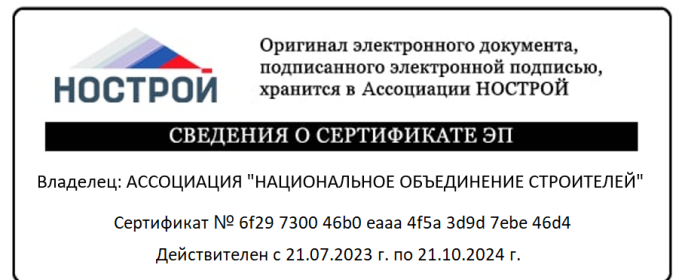 НОСТРОЙ
Оригинал электронного документа,
подписанного электронной подписью,
хранится в Ассоциации НОСТРОЙ
СВЕДЕНИЯ О СЕРТИФИКАТЕ ЭП
Владелец: АССОЦИАЦИЯ "НАЦИОНАЛЬНОЕ ОБЪЕДИНЕНИЕ СТРОИТЕЛЕЙ"
Сертификат № 6f29 7300 46b0 eaaa 4f5a 3d9d 7ebe 46d4
Действителен с 21.07.2023 г. по 21.10.2024 г.